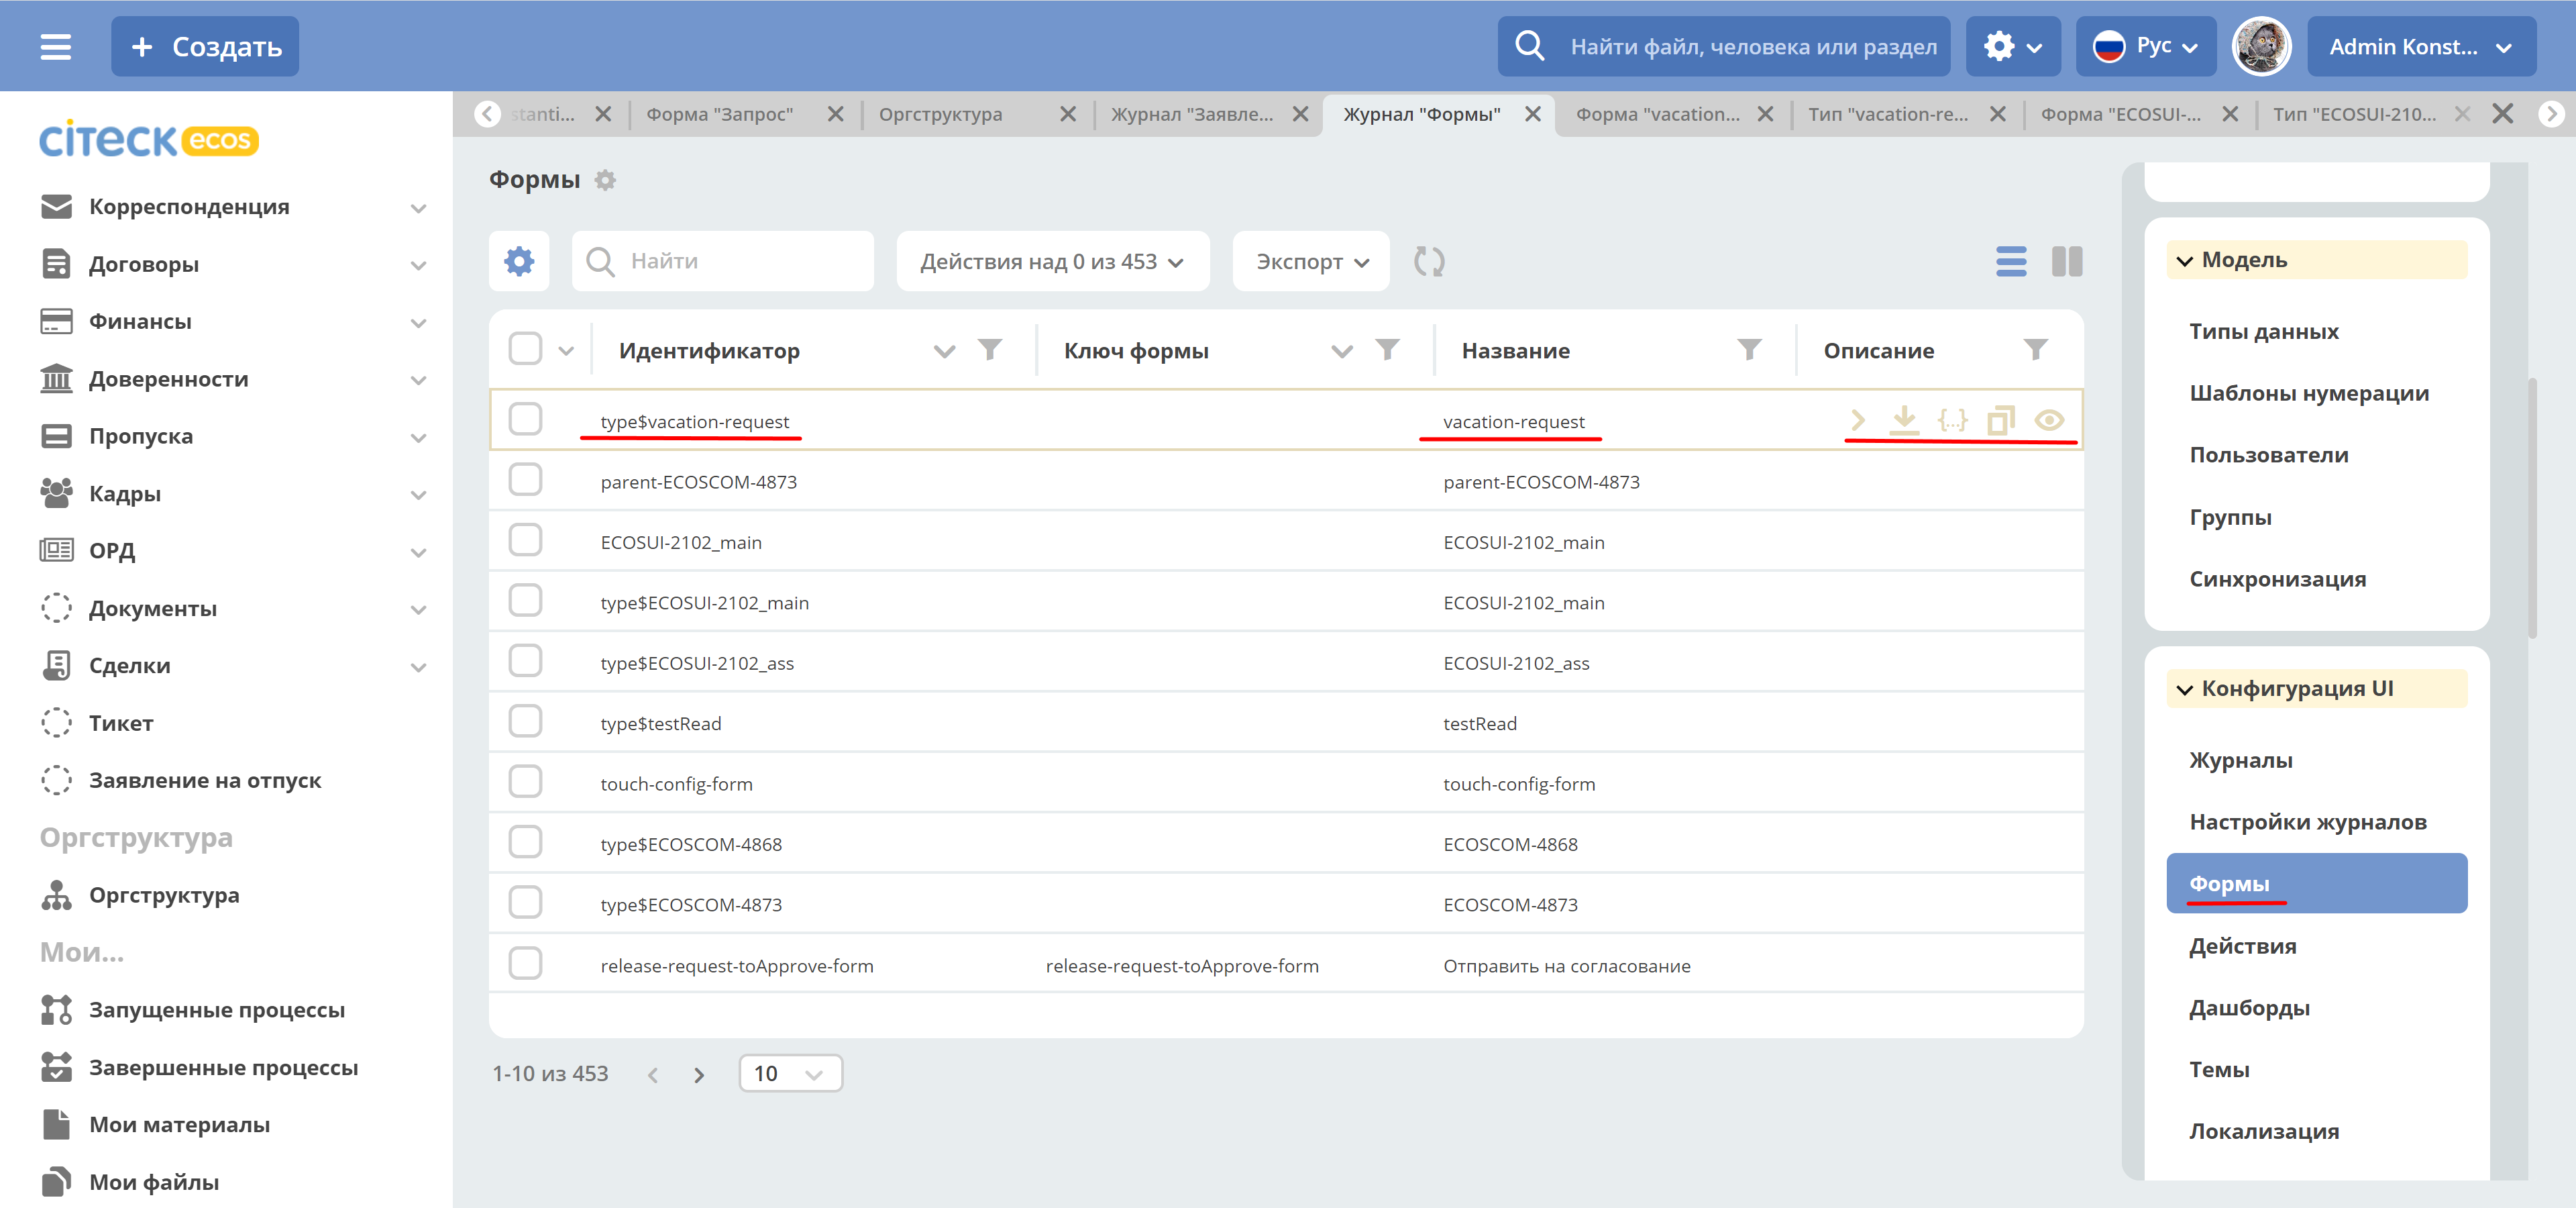 Создать
Найти файл, человека или раздел
Рус
Admin Konst...
stanti...
Форма "Запрос"
Оргструктура
Журнал "Заявле...
Журнал "Формы"
Форма "vacation...
Тип "vacation-re...
Форма "ECOSUI-...
Тип "ECOSUI-210...
citeck ecos
Корреспонденция
Договоры
Финансы
Доверенности
Пропуска
Кадры
ОРД
Документы
Сделки
Тикет
Заявление на отпуск
Оргструктура
Оргструктура
Мои...
Запущенные процессы
Завершенные процессы
Мои материалы
Мои файлы
Формы
Найти
Действия над 0 из 453
Экспорт
Идентификатор Ключ формы Название Описание
type$vacation-request vacation-request {...}
parent-ECOSCOM-4873 parent-ECOSCOM-4873
ECOSUI-2102_main ECOSUI-2102_main
type$ECOSUI-2102_main ECOSUI-2102_main
type$ECOSUI-2102_ass ECOSUI-2102_ass
type$testRead testRead
touch-config-form touch-config-form
type$ECOSCOM-4868 ECOSCOM-4868
type$ECOSCOM-4873 ECOSCOM-4873
release-request-toApprove-form release-request-toApprove-form Отправить на согласование
1-10 из 453
10
Модель
Типы данных
Шаблоны нумерации
Пользователи
Группы
Синхронизация
Конфигурация UI
Журналы
Настройки журналов
Формы
Действия
Дашборды
Темы
Локализация